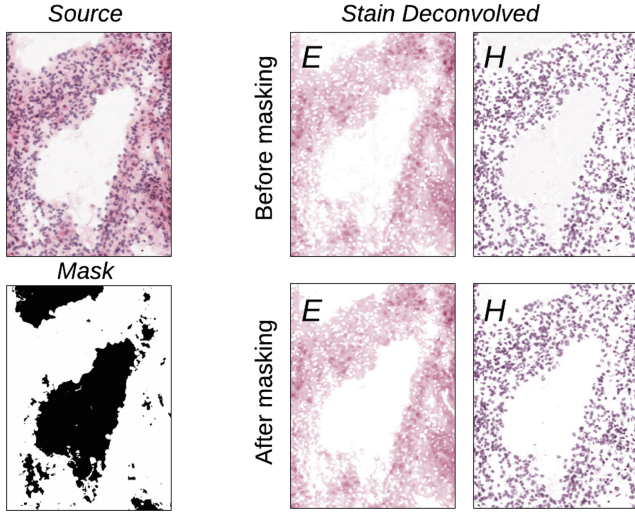 Source
Stain Deconvolved
Before masking
E
H
Mask
After masking
E
H